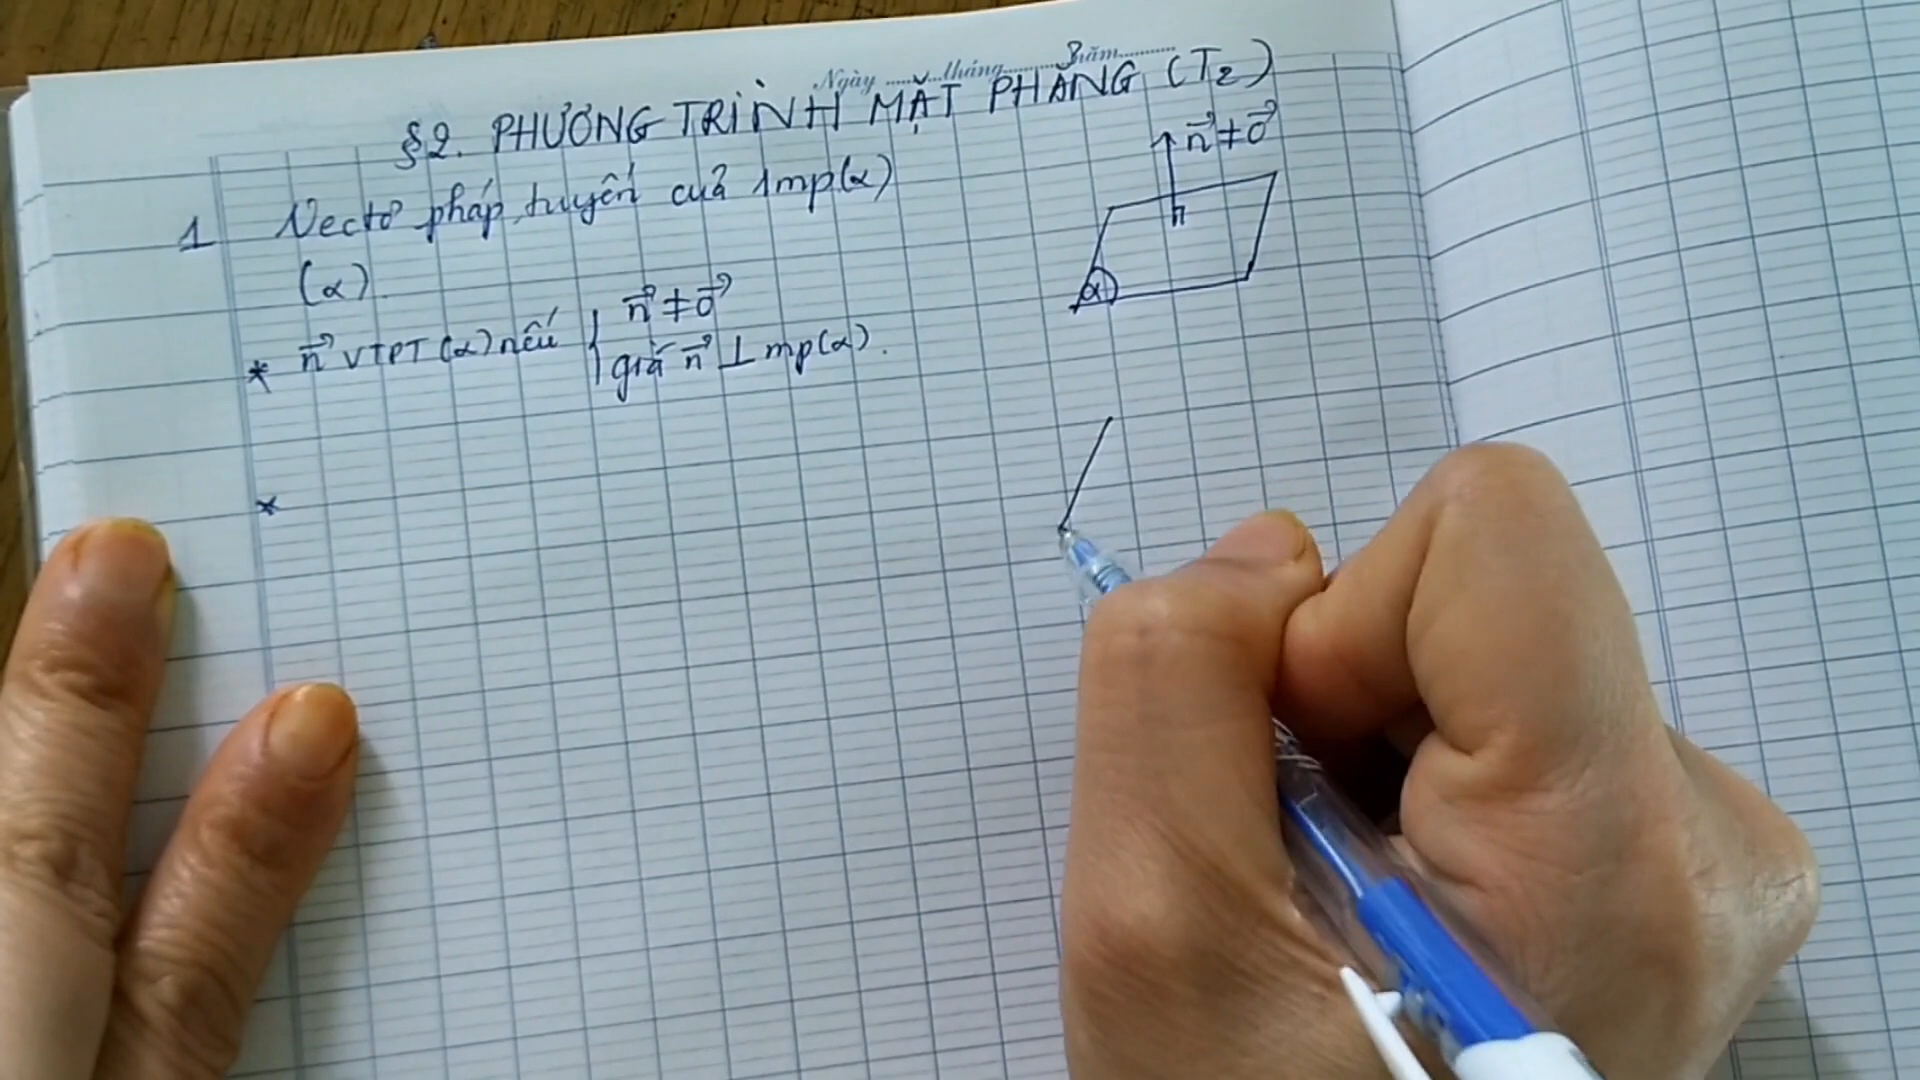 Ngày ........tháng..........năm..........
§2. PHƯƠNG TRÌNH MẶT PHẲNG (T2)
1 Vectơ pháp tuyến của 1mp(α)
n⃗ ≠ 0⃗
(α)
* n⃗ VTPT (α) nếu { n⃗ ≠ 0⃗
giá n⃗ ⊥ mp(α).
α
*